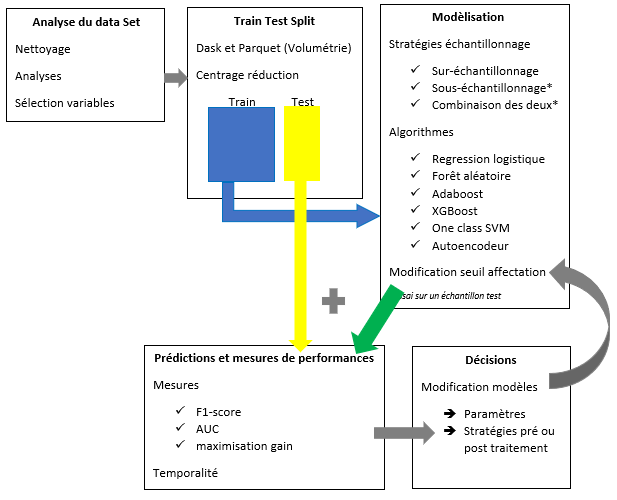 Analyse du data Set
Nettoyage
Analyses
Sélection variables
Train Test Split
Dask et Parquet (Volumétrie)
Centrage réduction
Train
Test
Modèlisation
Stratégies échantillonnage
✓ Sur-échantillonnage
✓ Sous-échantillonnage*
✓ Combinaison des deux*
Algorithmes
✓ Regression logistique
✓ Forêt aléatoire
✓ Adaboost
✓ XGBoost
✓ One class SVM
✓ Autoencodeur
Modification seuil affectation
sur un échantillon test
Prédictions et mesures de performances
Mesures
✓ F1-score
✓ AUC
✓ maximisation gain
Temporalité
Décisions
Modification modèles
➔ Paramètres
➔ Stratégies pré ou
post traitement